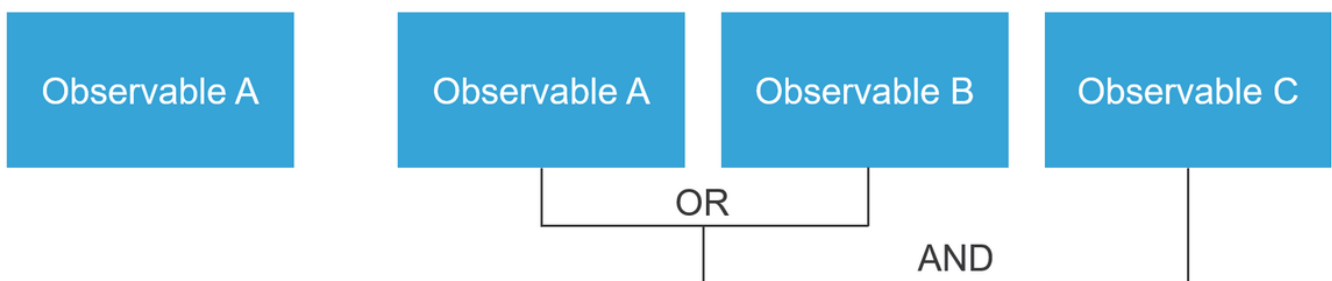 Observable A
Observable A
Observable B
Observable C
OR
AND